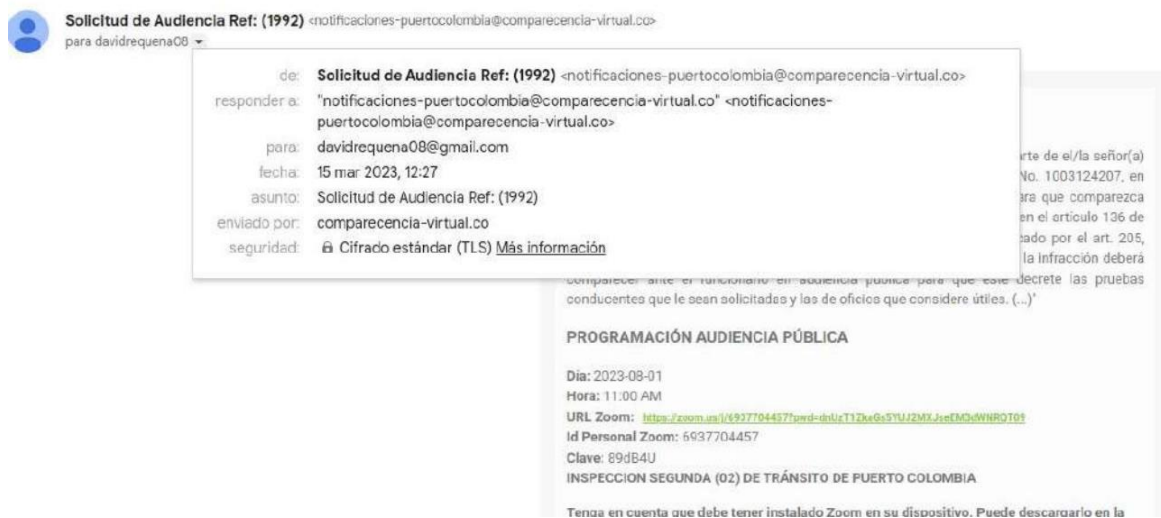 Solicitud de Audiencia Ref: (1992) <notificaciones-puertocolombia@comparecencia-virtual.co>
para davidrequena08
de: Solicitud de Audiencia Ref: (1992) <notificaciones-puertocolombia@comparecencia-virtual.co>
responder a: "notificaciones-puertocolombia@comparecencia-virtual.co" <notificaciones-
puertocolombia@comparecencia-virtual.co>
para: davidrequena08@gmail.com
fecha: 15 mar 2023, 12:27
asunto: Solicitud de Audiencia Ref: (1992)
enviado por: comparecencia-virtual.co
seguridad: Cifrado estándar (TLS) Más información
rte de el/la señor(a)
No. 1003124207, en
ara que comparezca
en el artículo 136 de
cado por el art. 205,
la infracción deberá
comparecer ante el funcionario en audiencia pública para que este decrete las pruebas
conducentes que le sean solicitadas y las de oficios que considere útiles. (...)'
PROGRAMACIÓN AUDIENCIA PÚBLICA
Día: 2023-08-01
Hora: 11:00 AM
URL Zoom:
Id Personal Zoom: 6937704457
Clave: 89dB4U
INSPECCION SEGUNDA (02) DE TRÁNSITO DE PUERTO COLOMBIA
Tenga en cuenta que debe tener instalado Zoom en su dispositivo. Puede descargarlo en la